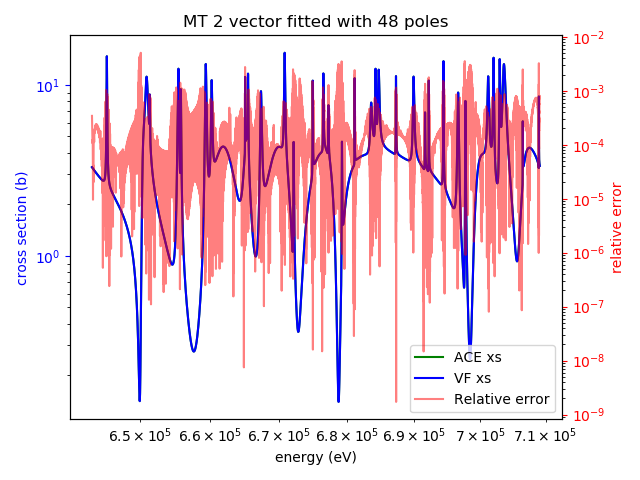 MT 2 vector fitted with 48 poles
10¹
10⁰
cross section (b)
10⁻²
10⁻³
10⁻⁴
10⁻⁵
10⁻⁶
10⁻⁷
10⁻⁸
10⁻⁹
relative error
ACE xs
VF xs
Relative error
6.5 × 10⁵ 6.6 × 10⁵ 6.7 × 10⁵ 6.8 × 10⁵ 6.9 × 10⁵ 7 × 10⁵ 7.1 × 10⁵
energy (eV)